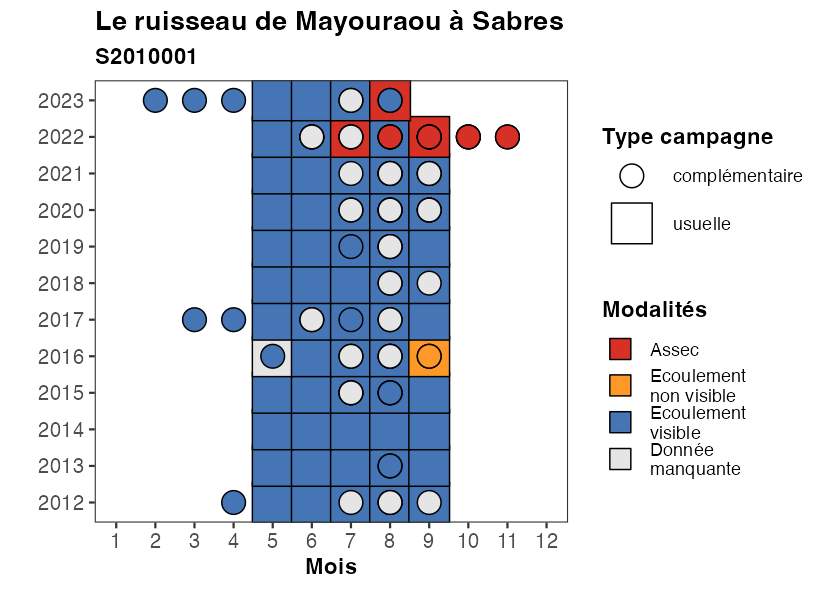 Le ruisseau de Mayouraou à Sabres
S2010001
2023
2022
2021
2020
2019
2018
2017
2016
2015
2014
2013
2012
1 2 3 4 5 6 7 8 9 10 11 12
Mois
Type campagne
complémentaire
usuelle
Modalités
Assec
Ecoulement
non visible
Ecoulement
visible
Donnée
manquante